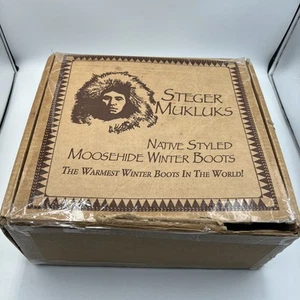 STEGER
MUKLUKS
NATIVE STYLED
MOOSEHIDE WINTER BOOTS
THE WARMEST WINTER BOOTS IN THE WORLD!